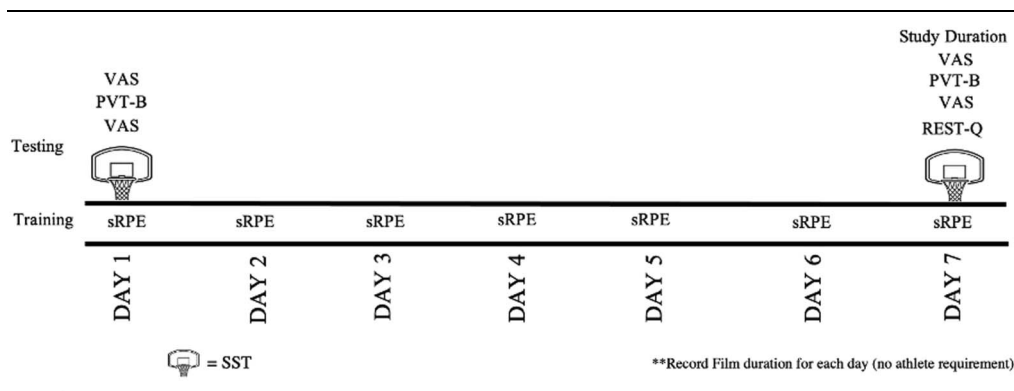 Study Duration
VAS
PVT-B
VAS
REST-Q
VAS
PVT-B
VAS
Testing
Training sRPE sRPE sRPE sRPE sRPE sRPE sRPE
DAY 1 DAY 2 DAY 3 DAY 4 DAY 5 DAY 6 DAY 7
= SST
**Record Film duration for each day (no athlete requirement)